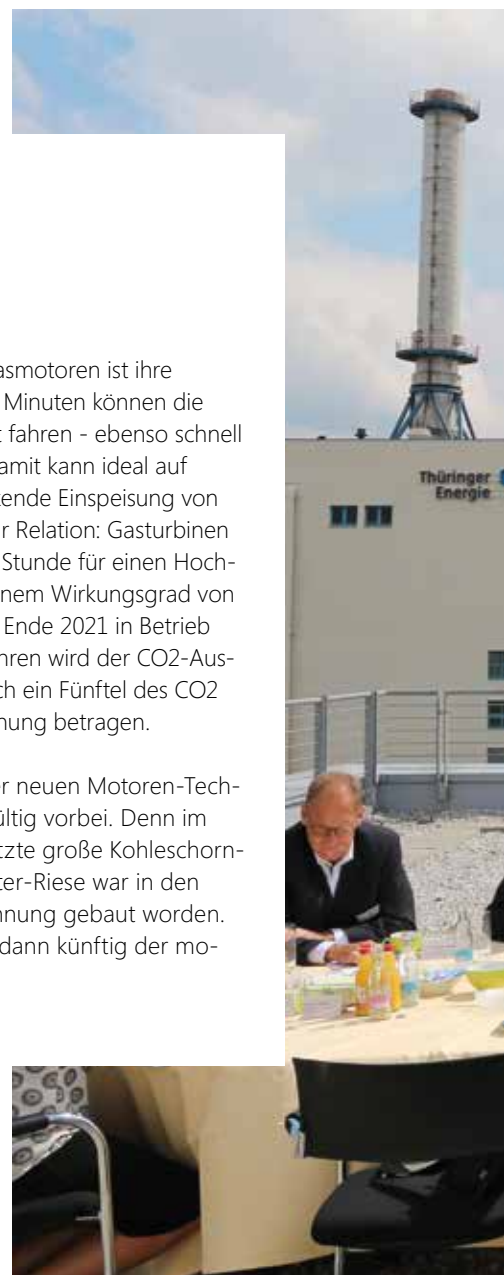 asmotoren ist ihre
Minuten können die
t fahren - ebenso schnell
amit kann ideal auf
kende Einspeisung von
r Relation: Gasturbinen
Stunde für einen Hoch-
nem Wirkungsgrad von
Ende 2021 in Betrieb
hren wird der CO2-Aus-
ch ein Fünftel des CO2
nung betragen.
er neuen Motoren-Tech-
ültig vorbei. Denn im
tzte große Kohleschorn-
ter-Riese war in den
hnung gebaut worden.
dann künftig der mo-
Thüringer
Energie